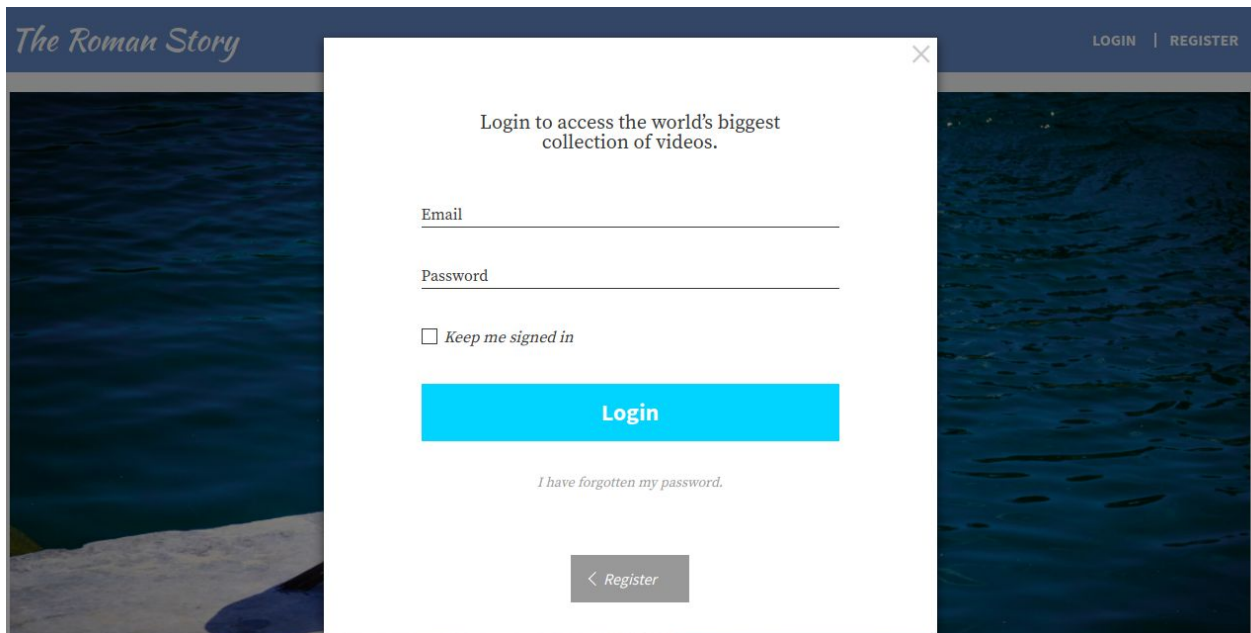 The Roman Story
LOGIN | REGISTER
Login to access the world's biggest
collection of videos.
Email
Password
Keep me signed in
Login
I have forgotten my password.
< Register